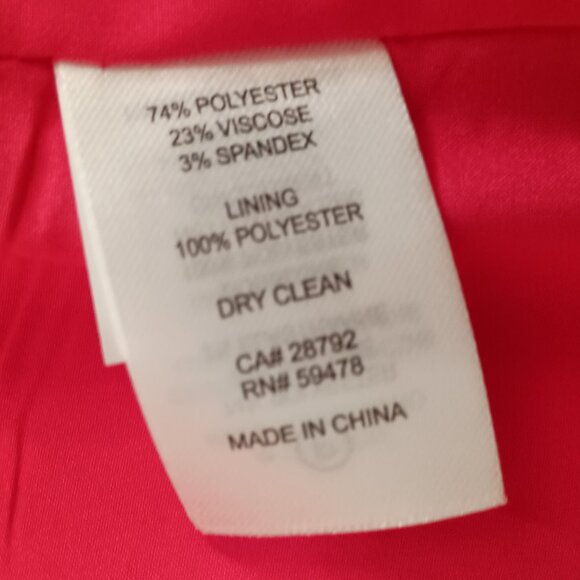 74% POLYESTER
23% VISCOSE
3% SPANDEX
LINING
100% POLYESTER
DRY CLEAN
CA# 28792
RN# 59478
MADE IN CHINA